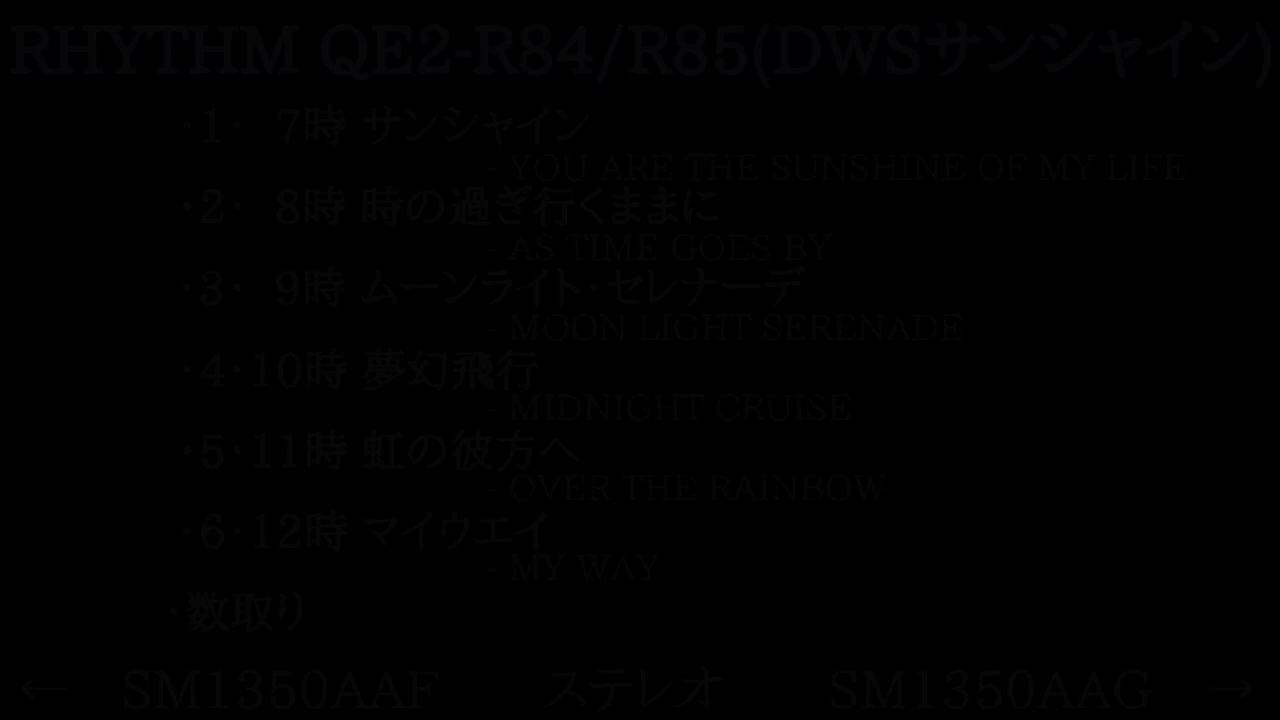 RHYTHM QE2-R84/R85(DWSサンシャイン)
・1・ 7時 サンシャイン
- YOU ARE THE SUNSHINE OF MY LIFE
・2・ 8時 時の過ぎ行くままに
- AS TIME GOES BY
・3・ 9時 ムーンライト・セレナーデ
- MOON LIGHT SERENADE
・4・10時 夢幻飛行
- MIDNIGHT CRUISE
・5・11時 虹の彼方へ
- OVER THE RAINBOW
・6・12時 マイウエイ
- MY WAY
・数取り
← SM1350AAF ステレオ SM1350AAG →